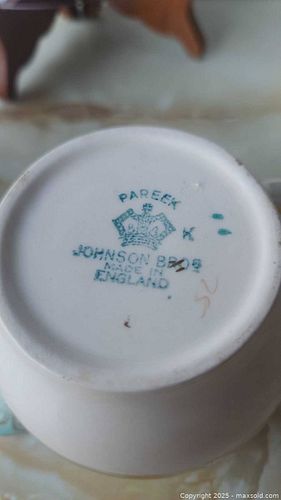 PAREEK
K
JOHNSON BROS
MADE IN
ENGLAND
Copyright © 2025 - maxsold.com